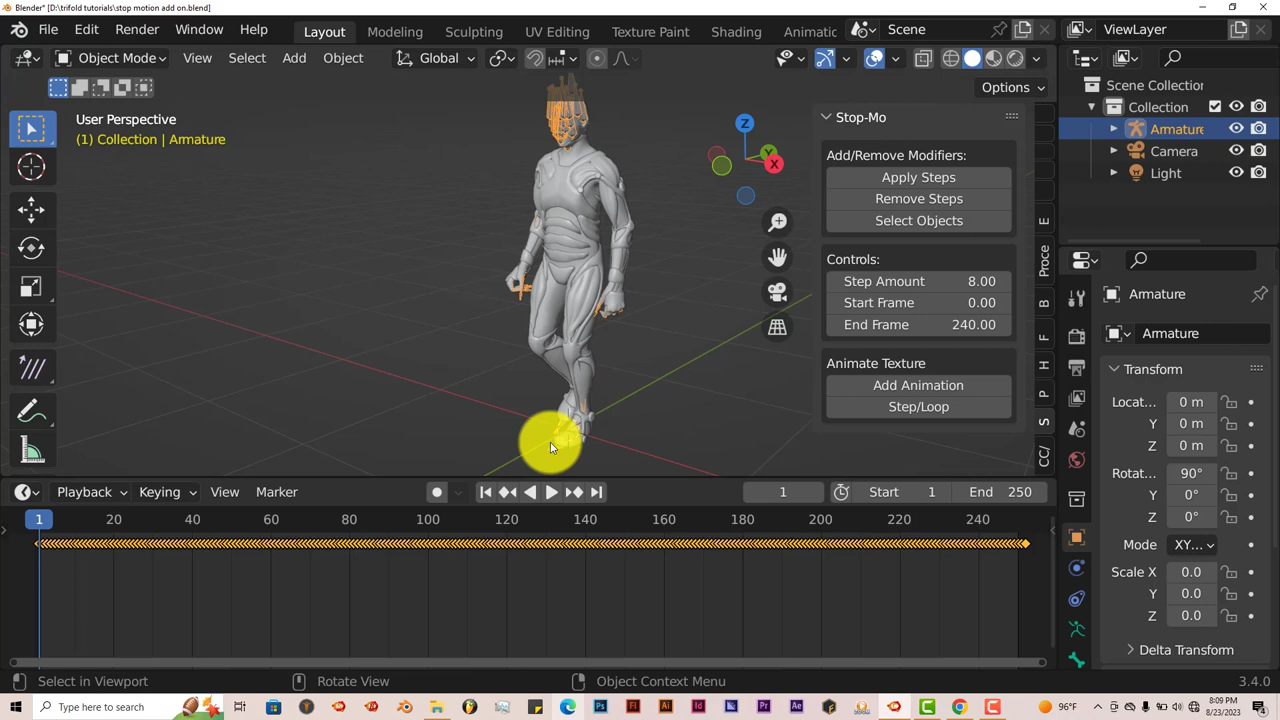 Blender* [D:\trifold tutorials\stop motion add on.blend]
File Edit Render Window Help Layout Modeling Sculpting UV Editing Texture Paint Shading Animatic Scene ViewLayer
Object Mode View Select Add Object Global
Options
User Perspective
(1) Collection | Armature
Z
Y
X
Stop-Mo
Add/Remove Modifiers:
Apply Steps
Remove Steps
Select Objects
Controls:
Step Amount 8.00
Start Frame 0.00
End Frame 240.00
Animate Texture
Add Animation
Step/Loop
E
Proce
B
F
H
P
S
CC/
Scene Collection
Collection
Armature
Camera
Light
Armature
Armature
Transform
Locat... 0 m
Y 0 m
Z 0 m
Rotat... 90°
Y 0°
Z 0°
Mode XY...
Scale X 0.0
Y 0.0
Z 0.0
Delta Transform
Playback Keying View Marker 1 Start 1 End 250
1 20 40 60 80 100 120 140 160 180 200 220 240
Select in Viewport Rotate View Object Context Menu 3.4.0
Type here to search
96°F
8:09 PM
8/23/2023